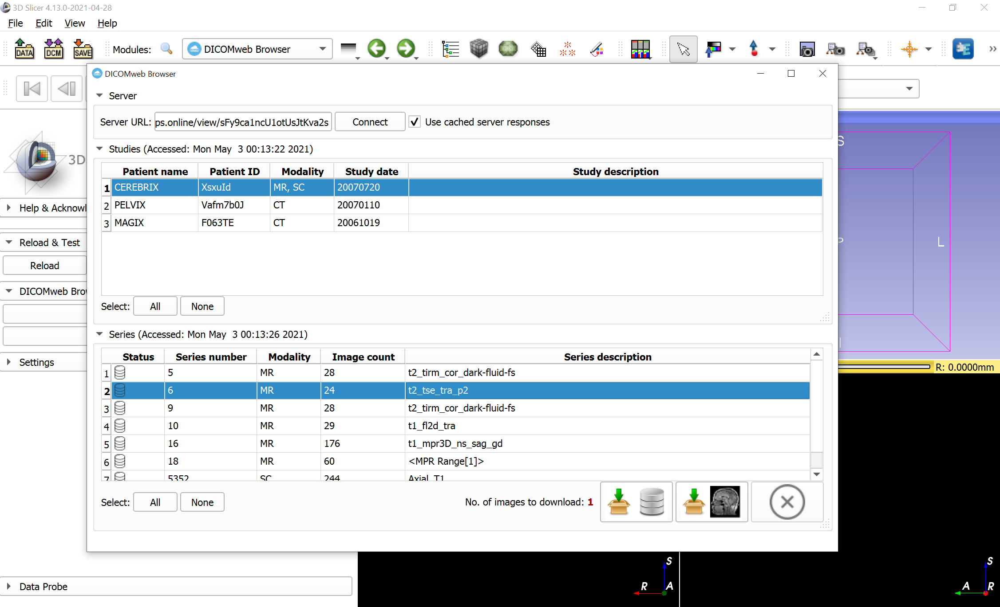 3D Slicer 4.13.0-2021-04-28
File Edit View Help
DATA DCM SAVE Modules: DICOMweb Browser
DICOMweb Browser
Server
Server URL: ps.online/view/sFy9ca1ncU1otUsJtKva2s Connect Use cached server responses
Studies (Accessed: Mon May 3 00:13:22 2021)
Patient name Patient ID Modality Study date Study description
1 CEREBRIX XsxuId MR, SC 20070720
2 PELVIX Vafm7b0J CT 20070110
3 MAGIX F063TE CT 20061019
Select: All None
Series (Accessed: Mon May 3 00:13:26 2021)
Status Series number Modality Image count Series description
1 5 MR 28 t2_tirm_cor_dark-fluid-fs
2 6 MR 24 t2_tse_tra_p2
3 9 MR 28 t2_tirm_cor_dark-fluid-fs
4 10 MR 29 t1_fl2d_tra
5 16 MR 176 t1_mpr3D_ns_sag_gd
6 18 MR 60 <MPR Range[1]>
7 5352 SC 244 Axial_T1
Select: All None No. of images to download: 1
3D
Help & Acknowl
Reload & Test
Reload
DICOMweb Brow
Settings
Data Probe
S
P
L
I
R: 0.0000mm
S
R A
S
A R